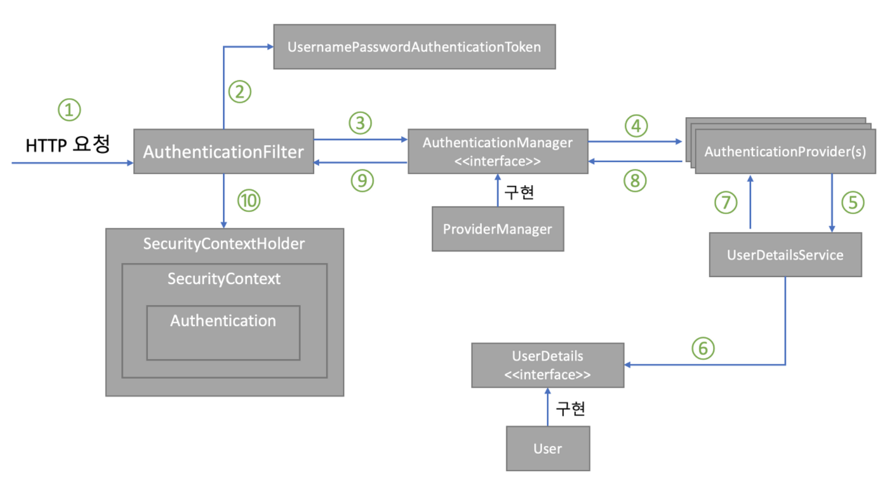 UsernamePasswordAuthenticationToken
①
②
HTTP 요청
AuthenticationFilter
③
⑨
AuthenticationManager
<<interface>>
④
⑧
AuthenticationProvider(s)
⑩
구현
ProviderManager
⑦
⑤
UserDetailsService
SecurityContextHolder
SecurityContext
Authentication
⑥
UserDetails
<<interface>>
구현
User